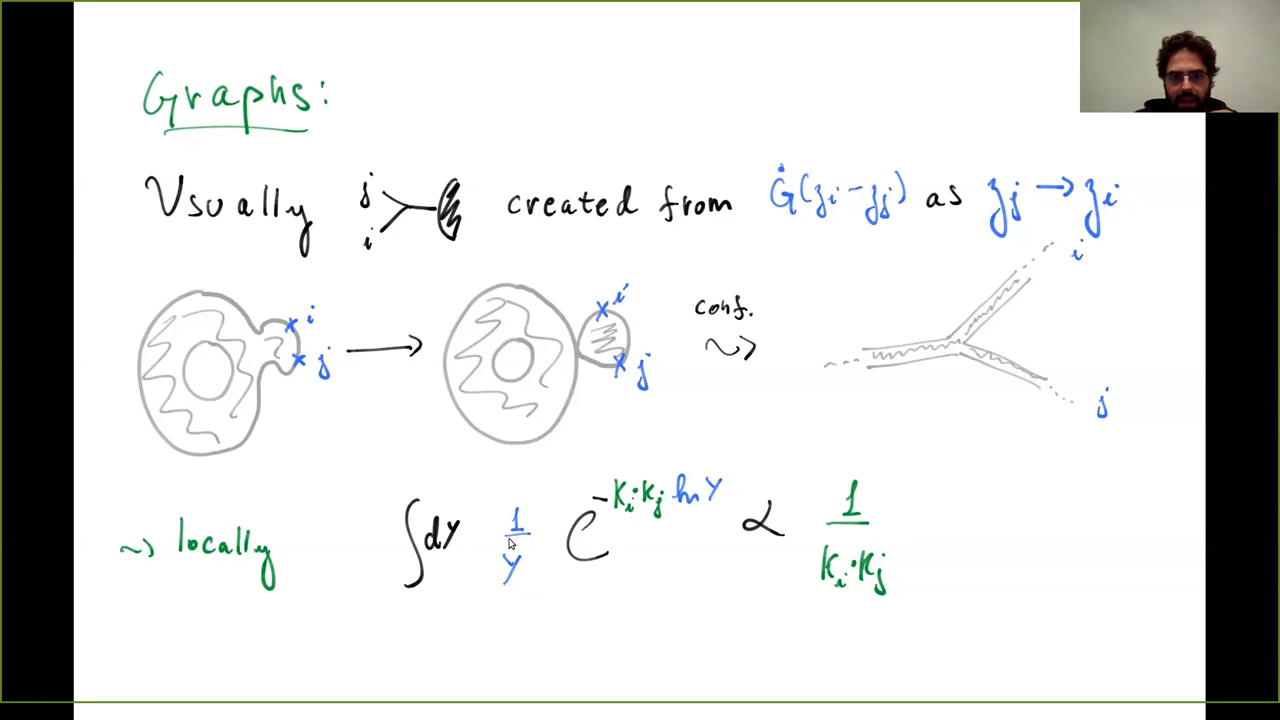 Graphs:
Usually j i created from Ġ(zi-zj) as zj → zi
i j → i j conf. ⇝ i j
⇝ locally ∫dy 1/y e^{-Ki·Kj ln y} ∝ 1/(Ki·Kj)